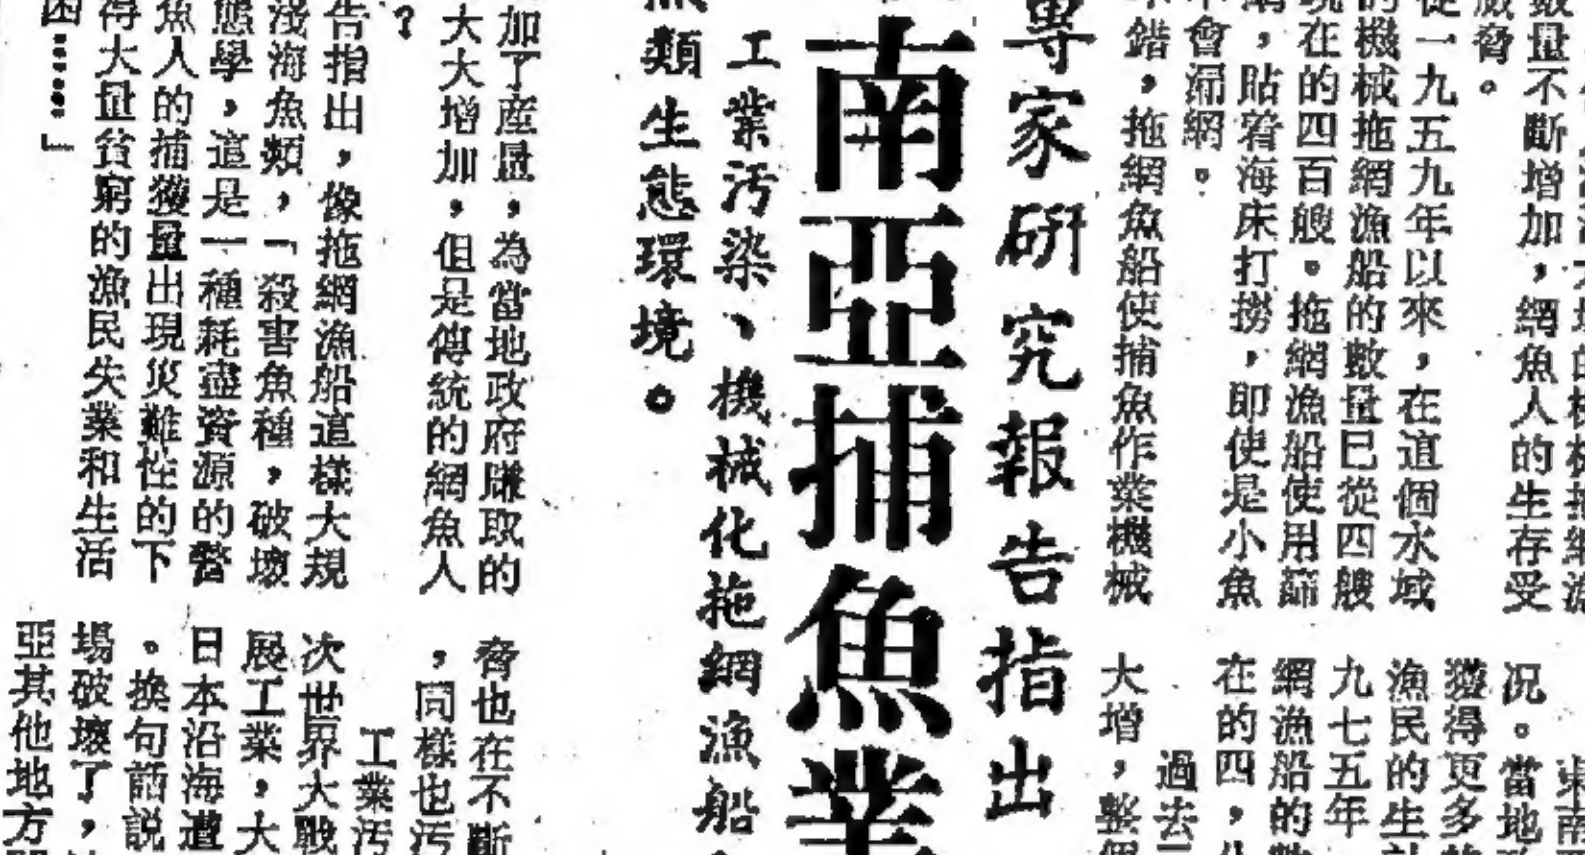 數量不斷增加，網魚人的生存受
威脅。
從一九五九年以來，在這個水域
的機械拖網漁船的數量已從四艘
現在的四百艘。拖網漁船使用篩
網，貼着海床打撈，即使是小魚
會漏網。
錯，拖網魚船使捕魚作業機械
東南
況。當地
獲得更多
漁民的生計
九七五年
網漁船的數
在的四，
過去
大增，整個
專家研究報告指出
南亞捕魚業
工業污染、機械化拖網漁船
魚類生態環境。
加了産量，為當地政府賺取的
大大增加，但是傳統的網魚人
？
告指出，像拖網漁船這樣大規
淺海魚類，「殺害魚種，破壞
態學，這是一種耗盡資源的
魚人的捕獲量出現災難性的下
得大量貧窮的漁民失業和生活
困……」
脅也在不斷
，同樣也污
工業污
次世界大戰
展工業，大
日本沿海遭
。換句話説
場破壞了，
亞其他地方